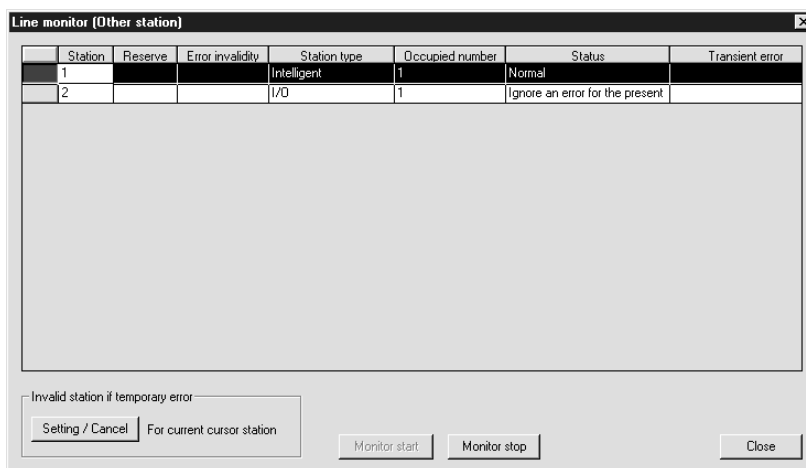 Line monitor (Other station)
Station Reserve Error invalidity Station type Occupied number Status Transient error
1 Intelligent 1 Normal
2 I/O 1 Ignore an error for the present
Invalid station if temporary error
Setting / Cancel For current cursor station
Monitor start Monitor stop Close